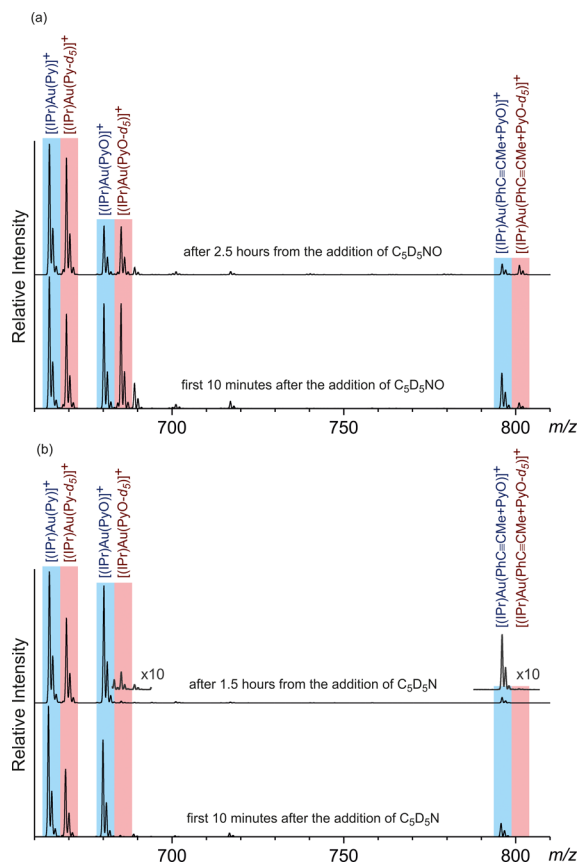 (a)
[(IPr)Au(Py)]+
[(IPr)Au(Py-d5)]+
[(IPr)Au(PyO)]+
[(IPr)Au(PyO-d5)]+
[(IPr)Au(PhC≡CMe+PyO)]+
[(IPr)Au(PhC≡CMe+PyO-d5)]+
Relative Intensity
after 2.5 hours from the addition of C5D5NO
first 10 minutes after the addition of C5D5NO
700
750
800
m/z
(b)
[(IPr)Au(Py)]+
[(IPr)Au(Py-d5)]+
[(IPr)Au(PyO)]+
[(IPr)Au(PyO-d5)]+
[(IPr)Au(PhC≡CMe+PyO)]+
[(IPr)Au(PhC≡CMe+PyO-d5)]+
Relative Intensity
x10
x10
after 1.5 hours from the addition of C5D5N
first 10 minutes after the addition of C5D5N
700
750
800
m/z